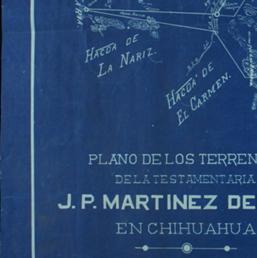 HACDA DE
LA NARIZ.
HACDA DE
EL CARMEN.
PLANO DE LOS TERREN
DE LA TESTAMENTARIA
J. P. MARTINEZ DE
EN CHIHUAHUA